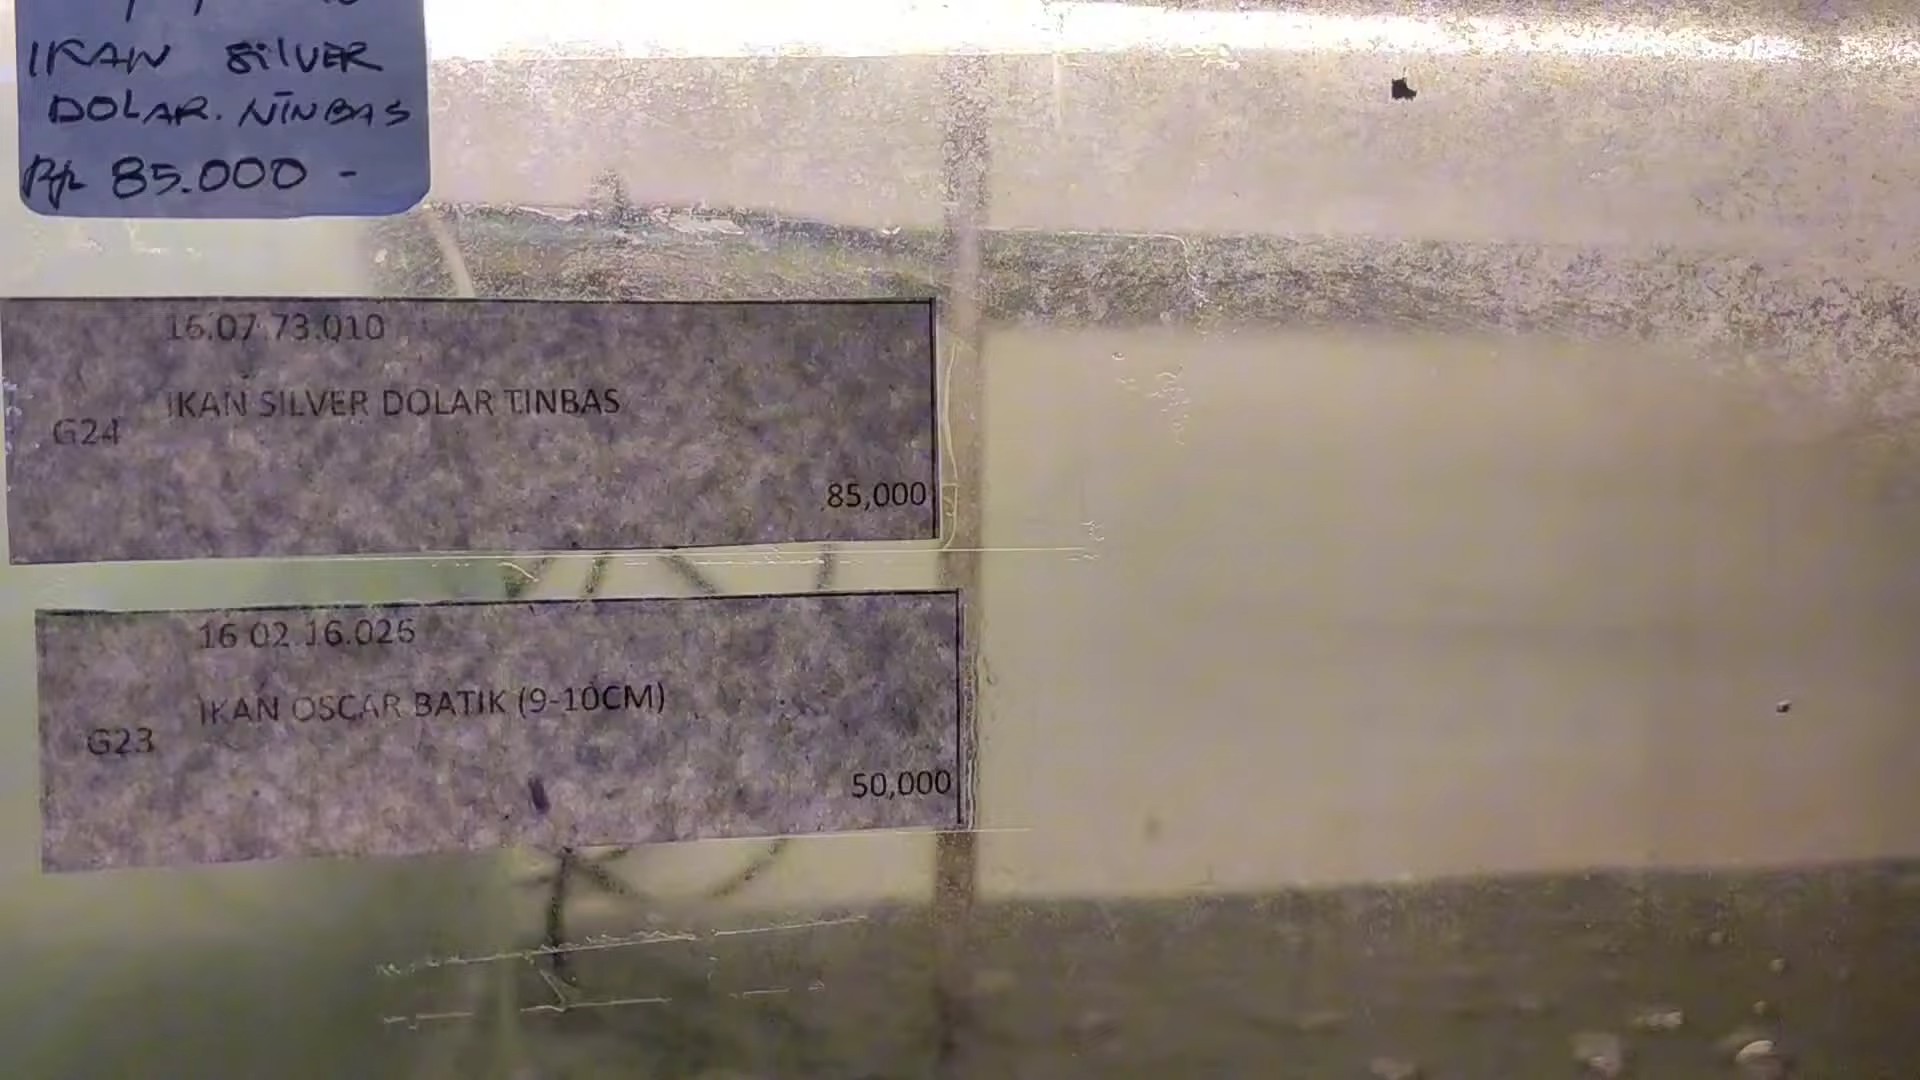 IKAN SILVER
DOLAR. NINBAS
Rp 85.000 -
16.07.73.010
IKAN SILVER DOLAR TINBAS
G24
85,000
16 02.16.026
IKAN OSCAR BATIK (9-10CM)
G23
50,000